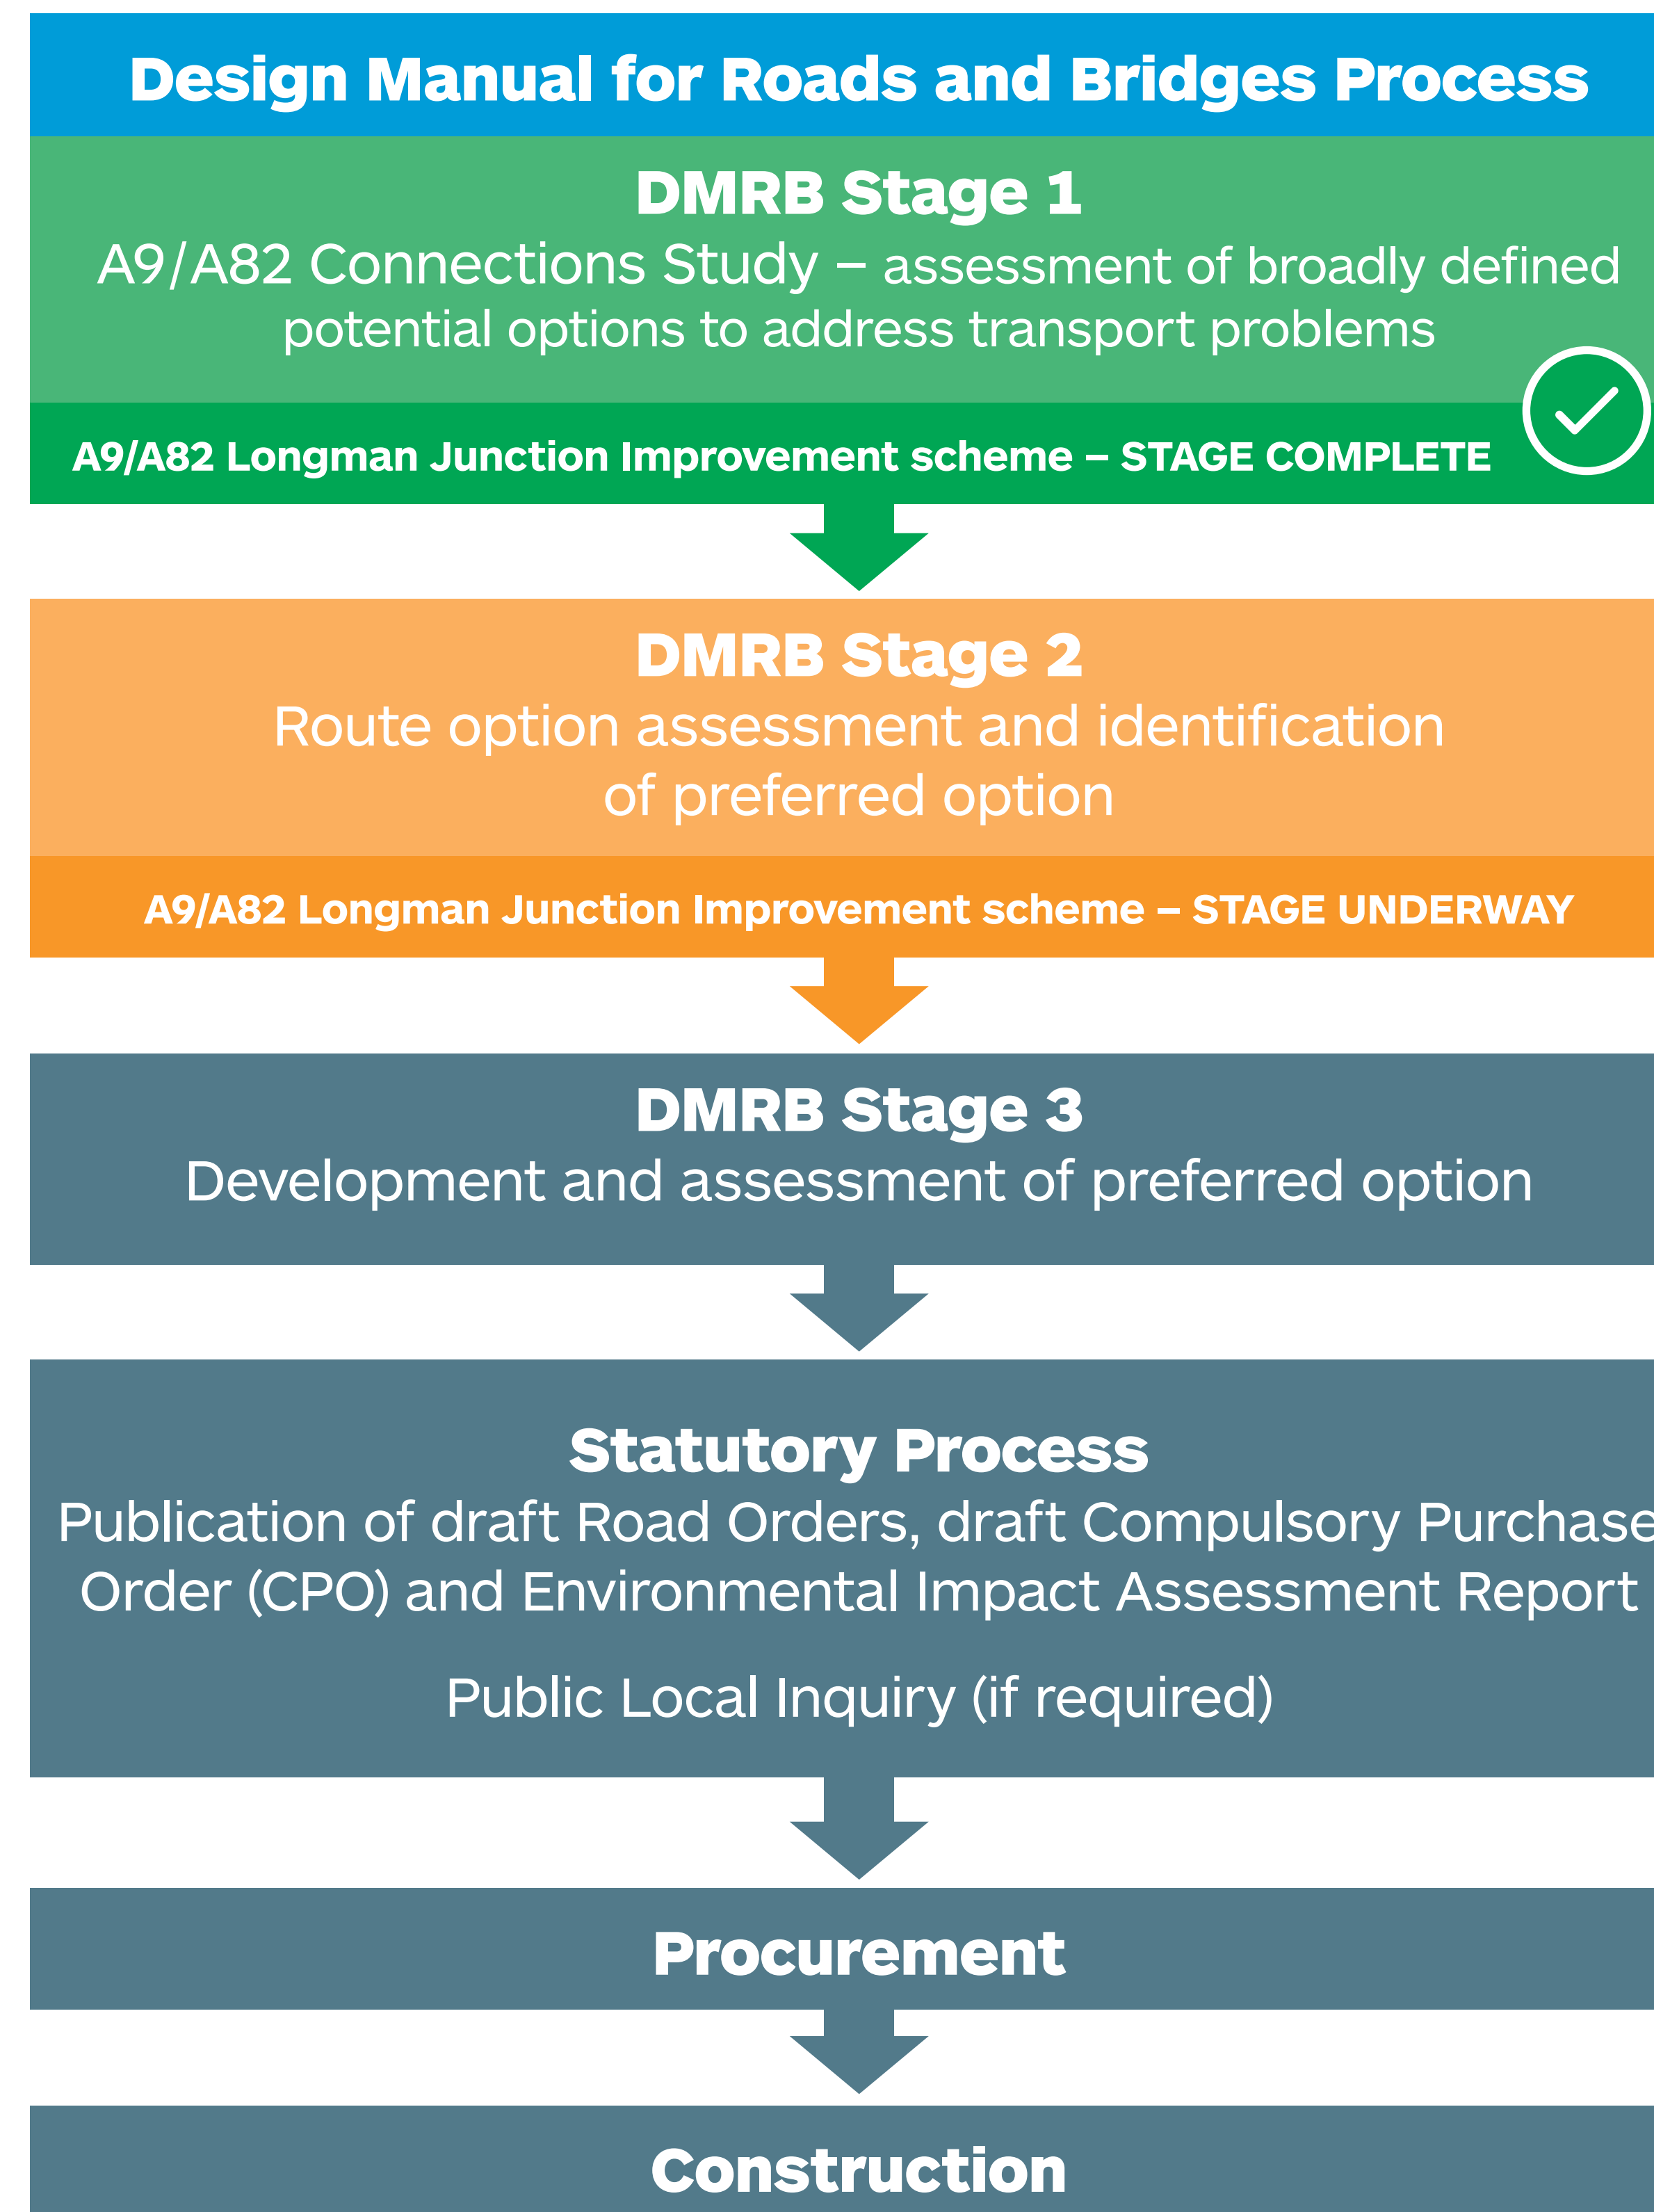 Design Manual for Roads and Bridges Process
DMRB Stage 1
A9/A82 Connections Study – assessment of broadly defined
potential options to address transport problems
A9/A82 Longman Junction Improvement scheme – STAGE COMPLETE
DMRB Stage 2
Route option assessment and identification
of preferred option
A9/A82 Longman Junction Improvement scheme – STAGE UNDERWAY
DMRB Stage 3
Development and assessment of preferred option
Statutory Process
Publication of draft Road Orders, draft Compulsory Purchase
Order (CPO) and Environmental Impact Assessment Report
Public Local Inquiry (if required)
Procurement
Construction